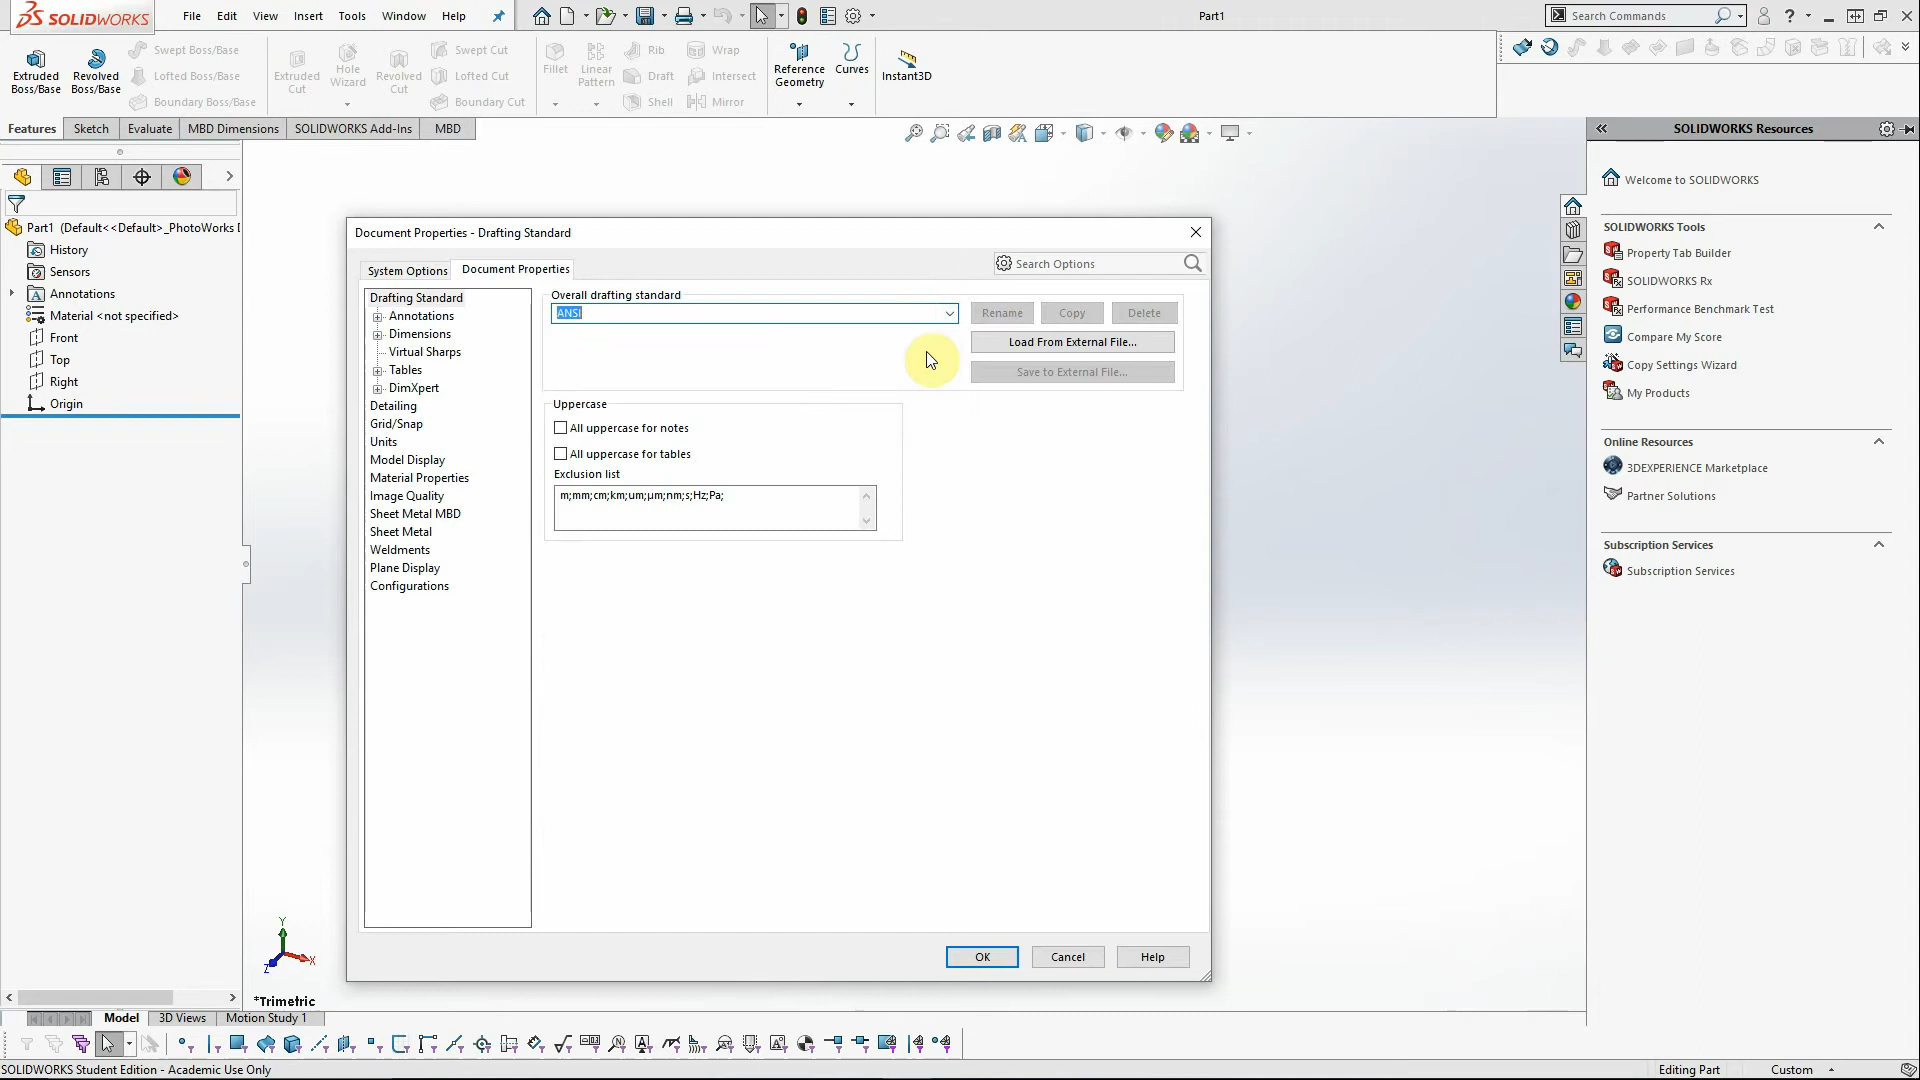 SOLIDWORKS
File Edit View Insert Tools Window Help
Part1
Search Commands
Extruded Boss/Base
Revolved Boss/Base
Swept Boss/Base
Lofted Boss/Base
Boundary Boss/Base
Extruded Cut
Hole Wizard
Revolved Cut
Swept Cut
Lofted Cut
Boundary Cut
Fillet
Linear Pattern
Rib
Draft
Shell
Wrap
Intersect
Mirror
Reference Geometry
Curves
Instant3D
Features Sketch Evaluate MBD Dimensions SOLIDWORKS Add-Ins MBD
Part1 (Default<<Default>_PhotoWorks D
History
Sensors
Annotations
Material <not specified>
Front
Top
Right
Origin
Document Properties - Drafting Standard
System Options Document Properties
Search Options
Drafting Standard
Annotations
Dimensions
Virtual Sharps
Tables
DimXpert
Detailing
Grid/Snap
Units
Model Display
Material Properties
Image Quality
Sheet Metal MBD
Sheet Metal
Weldments
Plane Display
Configurations
Overall drafting standard
ANSI
Rename Copy Delete
Load From External File...
Save to External File...
Uppercase
All uppercase for notes
All uppercase for tables
Exclusion list
m;mm;cm;km;um;µm;nm;s;Hz;Pa;
OK Cancel Help
SOLIDWORKS Resources
Welcome to SOLIDWORKS
SOLIDWORKS Tools
Property Tab Builder
SOLIDWORKS Rx
Performance Benchmark Test
Compare My Score
Copy Settings Wizard
My Products
Online Resources
3DEXPERIENCE Marketplace
Partner Solutions
Subscription Services
Subscription Services
Y
X
Z
*Trimetric
Model 3D Views Motion Study 1
SOLIDWORKS Student Edition - Academic Use Only
Editing Part
Custom